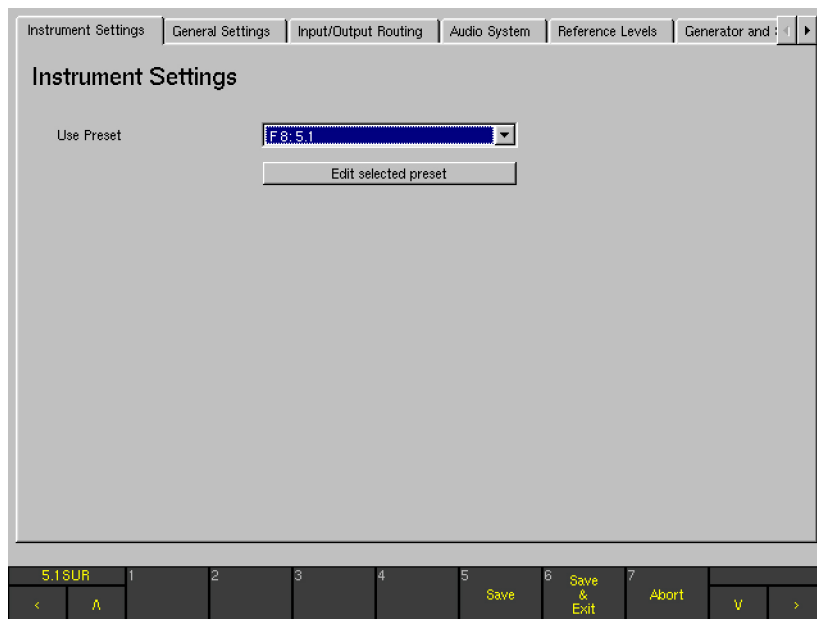 Instrument Settings General Settings Input/Output Routing Audio System Reference Levels Generator and
Instrument Settings
Use Preset F 8: 5.1
Edit selected preset
5.1SUR 1 2 3 4 5 6 7
Save Save & Exit Abort
< Λ V >